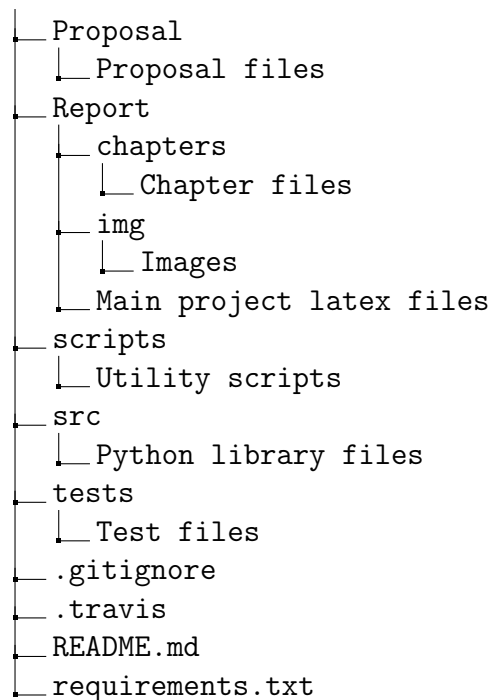 Proposal
Proposal files
Report
chapters
Chapter files
img
Images
Main project latex files
scripts
Utility scripts
src
Python library files
tests
Test files
.gitignore
.travis
README.md
requirements.txt